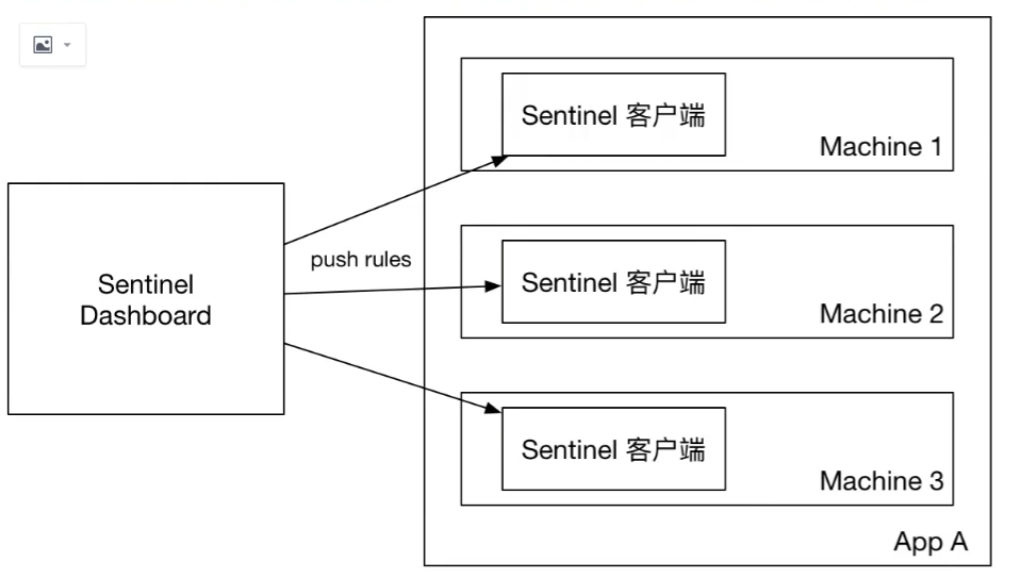 Sentinel 客户端
Machine 1
push rules
Sentinel
Dashboard
Sentinel 客户端
Machine 2
Sentinel 客户端
Machine 3
App A